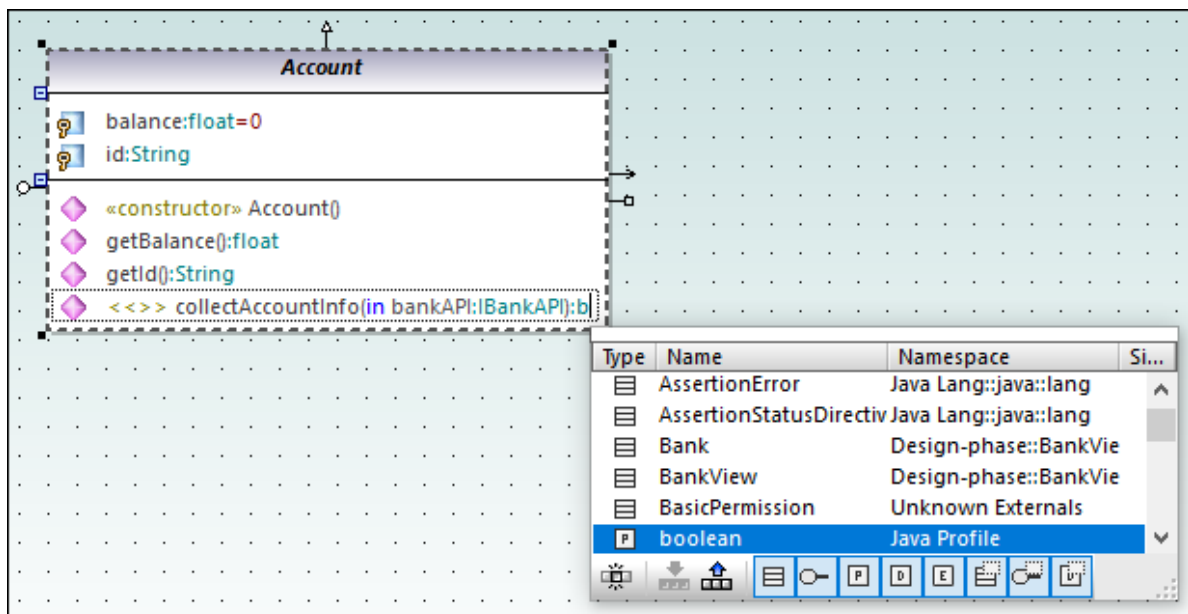 Account
balance:float=0
id:String
«constructor» Account()
getBalance():float
getId():String
<<>> collectAccountInfo(in bankAPI:IBankAPI):b
Type Name Namespace Si...
AssertionError Java Lang::java::lang
AssertionStatusDirectiv Java Lang::java::lang
Bank Design-phase::BankVie
BankView Design-phase::BankVie
BasicPermission Unknown Externals
P boolean Java Profile
P D E